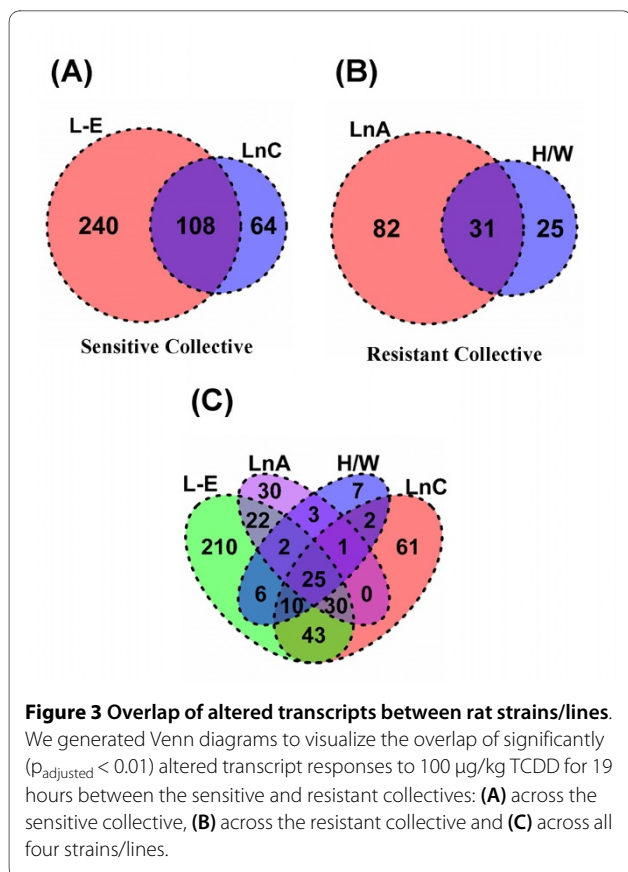 (A)
(B)
L-E
LnC
240
108
64
Sensitive Collective
LnA
H/W
82
31
25
Resistant Collective
(C)
L-E
LnA
H/W
LnC
30
7
22
3
2
210
2
1
61
25
6
10
30
0
43
Figure 3 Overlap of altered transcripts between rat strains/lines.
We generated Venn diagrams to visualize the overlap of significantly
(padjusted < 0.01) altered transcript responses to 100 μg/kg TCDD for 19
hours between the sensitive and resistant collectives: (A) across the
sensitive collective, (B) across the resistant collective and (C) across all
four strains/lines.